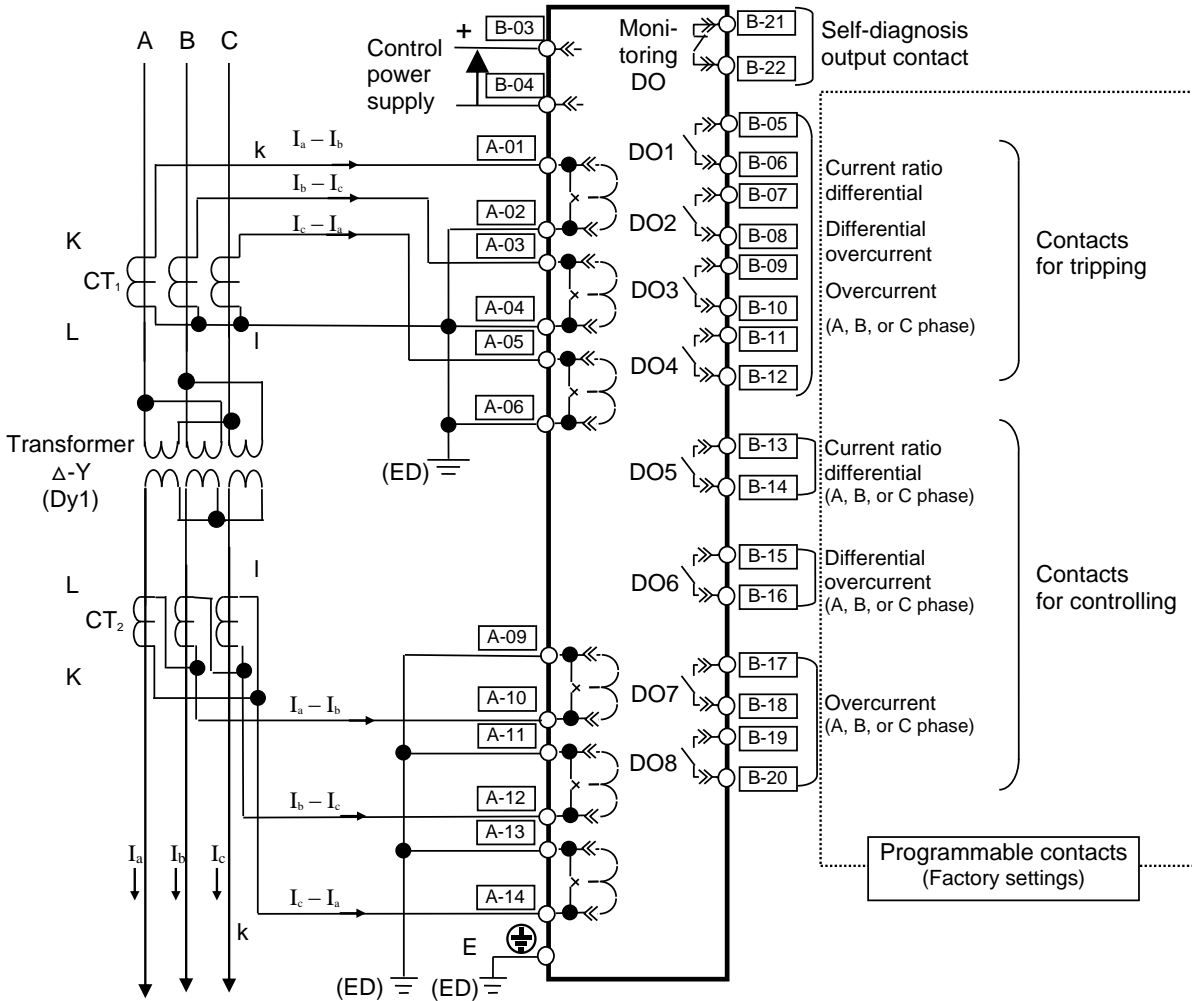 A B C
Control
power
supply
+
B-03
B-04
Moni-
toring
DO
B-21
B-22
Self-diagnosis
output contact
k
Ia – Ib
Ib – Ic
Ic – Ia
A-01
A-02
A-03
A-04
A-05
A-06
K
CT1
L
l
Transformer
Δ-Y
(Dy1)
(ED)
DO1
DO2
DO3
DO4
B-05
B-06
B-07
B-08
B-09
B-10
B-11
B-12
Current ratio
differential
Differential
overcurrent
Overcurrent
(A, B, or C phase)
Contacts
for tripping
DO5
B-13
B-14
Current ratio
differential
(A, B, or C phase)
DO6
B-15
B-16
Differential
overcurrent
(A, B, or C phase)
Contacts
for controlling
DO7
DO8
B-17
B-18
B-19
B-20
Overcurrent
(A, B, or C phase)
L
l
CT2
K
Ia – Ib
Ib – Ic
Ic – Ia
A-09
A-10
A-11
A-12
A-13
A-14
Ia Ib Ic
k
E
(ED) (ED)
Programmable contacts
(Factory settings)